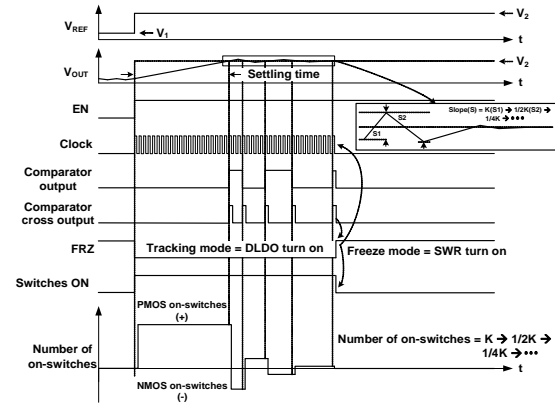 V2
VREF
V1
t
V2
VOUT
Settling time
t
EN
Slope(S) = K(S1) → 1/2K(S2) →
1/4K → •••
S2
S1
Clock
Comparator
output
Comparator
cross output
FRZ
Tracking mode = DLDO turn on
Freeze mode = SWR turn on
Switches ON
PMOS on-switches
(+)
Number of
on-switches
Number of on-switches = K → 1/2K →
1/4K → •••
t
NMOS on-switches
(-)